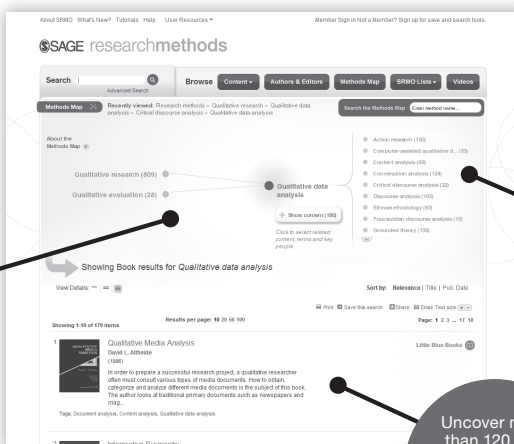 About SRMO What's New? Tutorials Help User Resources
Member Sign in Not a Member? Sign up for save and search tools.
SAGE researchmethods
Search
Advanced Search
Browse Content Authors & Editors Methods Map SRMO Lists Videos
Methods Map
Recently viewed: Research methods » Qualitative research » Qualitative data
analysis » Critical discourse analysis » Qualitative data analysis
Search the Methods Map Enter method name...
About the
Methods Map
Qualitative research (809)
Qualitative evaluation (28)
Qualitative data
analysis
Show content (180)
Click to select related
content, terms and key
people
Action research (150)
Computer-assisted qualitative d...
Content analysis
Conversation analysis (124)
Critical discourse analysis (22)
Discourse analysis (105)
Ethnomethodology
Foucauldian discourse analysis (10)
Grounded theory
Showing Book results for Qualitative data analysis
View Details:
Sort by: Relevance | Title | Pub. Date
Print Save this search Share Email Text size
Showing 1-10 of 179 items
Results per page: 10 20 50 100
Page: 1 2 3 ... 17 18
1.
QUALITATIVE
MEDIA
ANALYSIS
Qualitative Media Analysis
David L. Altheide
(1996)
Little Blue Books
In order to prepare a successful research project, a qualitative researcher
often must consult various types of media documents. How to obtain,
categorize and analyze different media documents is the subject of this book.
The author looks at traditional primary documents such as newspapers and
mag...
Tags: Document analysis, Content analysis, Qualitative data analysis
Uncover
than 120